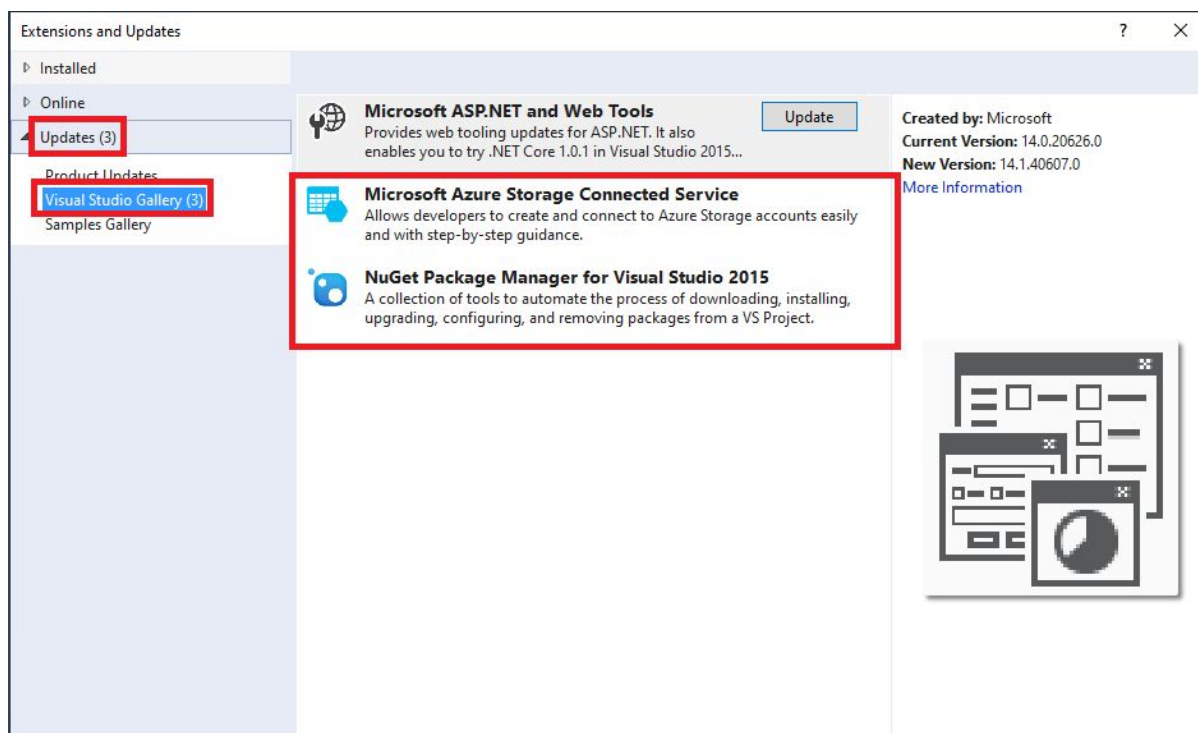 Extensions and Updates
?
Installed
Online
Updates (3)
Product Updates
Visual Studio Gallery (3)
Samples Gallery
Microsoft ASP.NET and Web Tools
Update
Provides web tooling updates for ASP.NET. It also
enables you to try .NET Core 1.0.1 in Visual Studio 2015...
Microsoft Azure Storage Connected Service
Allows developers to create and connect to Azure Storage accounts easily
and with step-by-step guidance.
NuGet Package Manager for Visual Studio 2015
A collection of tools to automate the process of downloading, installing,
upgrading, configuring, and removing packages from a VS Project.
Created by: Microsoft
Current Version: 14.0.20626.0
New Version: 14.1.40607.0
More Information